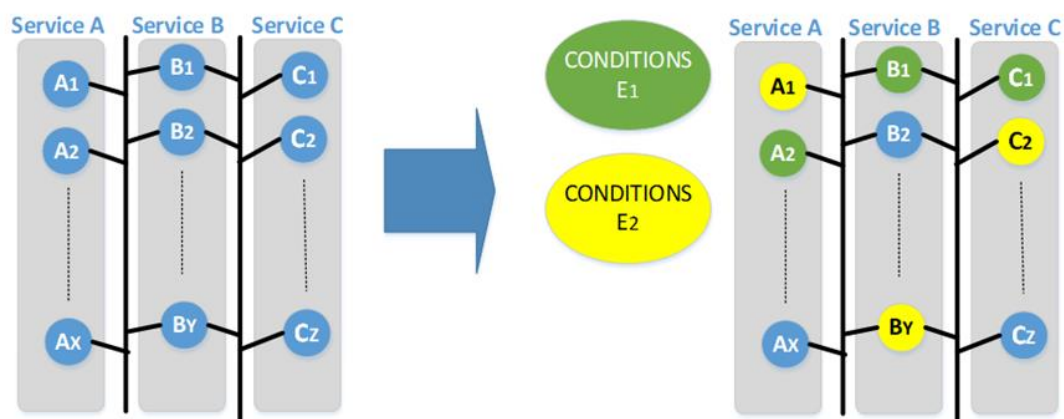 Service A Service B Service C
A1 B1 C1
A2 B2 C2
AX BY CZ
CONDITIONS
E1
CONDITIONS
E2
Service A Service B Service C
A1 B1 C1
A2 B2 C2
AX BY CZ